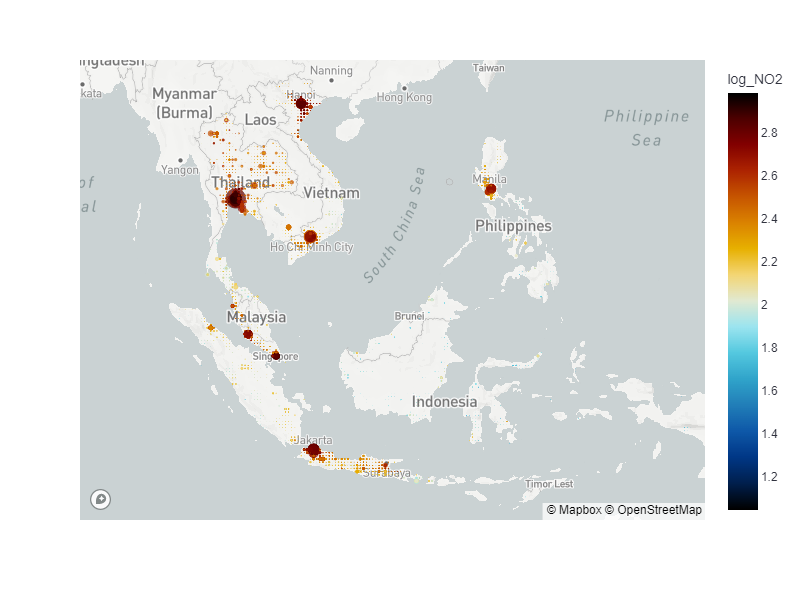 ngladesh
Taiwan
Nanning
kata
Hanoi
Hong Kong
Myanmar
(Burma)
Laos
Philippine
Sea
Yangon
of
al
Thailand
Vietnam
Manila
South China Sea
Philippines
Ho Chi Minh City
Malaysia
Brunei
Singapore
Indonesia
Jakarta
Surabaya
Timor Lest
© Mapbox © OpenStreetMap
log_NO2
2.8
2.6
2.4
2.2
2
1.8
1.6
1.4
1.2